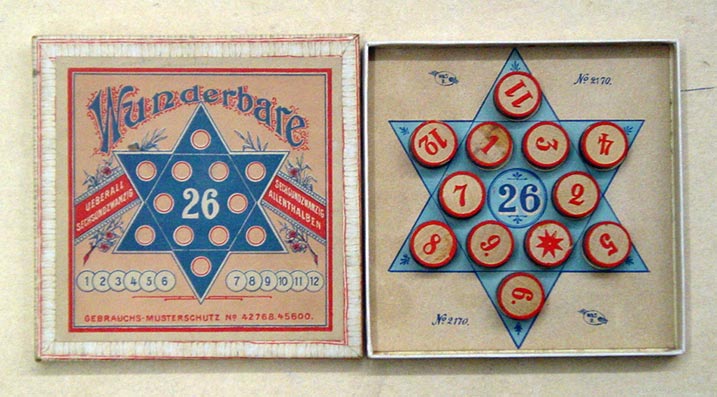 Wunderbare
UEBERALL
SECHSUNDZWANZIG
26
SECHSUNDZWANZIG
ALLENTHALBEN
1 2 3 4 5 6
7 8 9 10 11 12
GEBRAUCHS-MUSTERSCHUTZ No 42768.45600.
No 2170.
11
12 1 3 4
7 26 2
8 9. 5
6.
No 2170.